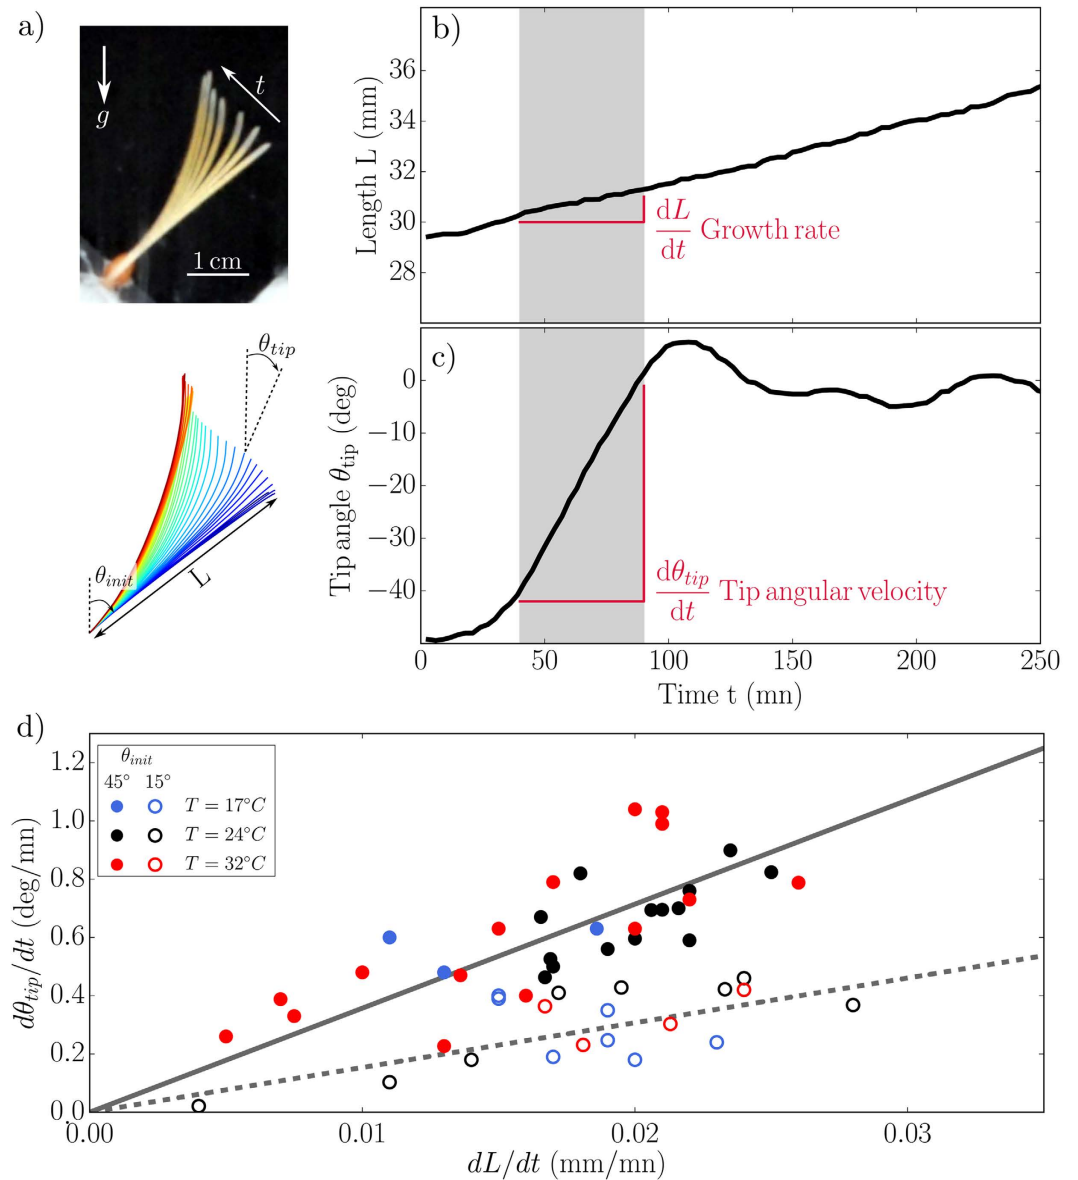 a)
g
t
1 cm
θtip
L
θinit
b)
Length L (mm)
36
34
32
30
28
dL/dt Growth rate
c)
Tip angle θtip (deg)
0
−10
−20
−30
−40
dθtip/dt Tip angular velocity
0 50 100 150 200 250
Time t (mn)
d)
dθtip/dt (deg/mn)
1.2
1.0
0.8
0.6
0.4
0.2
0.0
θinit
45° 15°
T = 17°C
T = 24°C
T = 32°C
0.00 0.01 0.02 0.03
dL/dt (mm/mn)